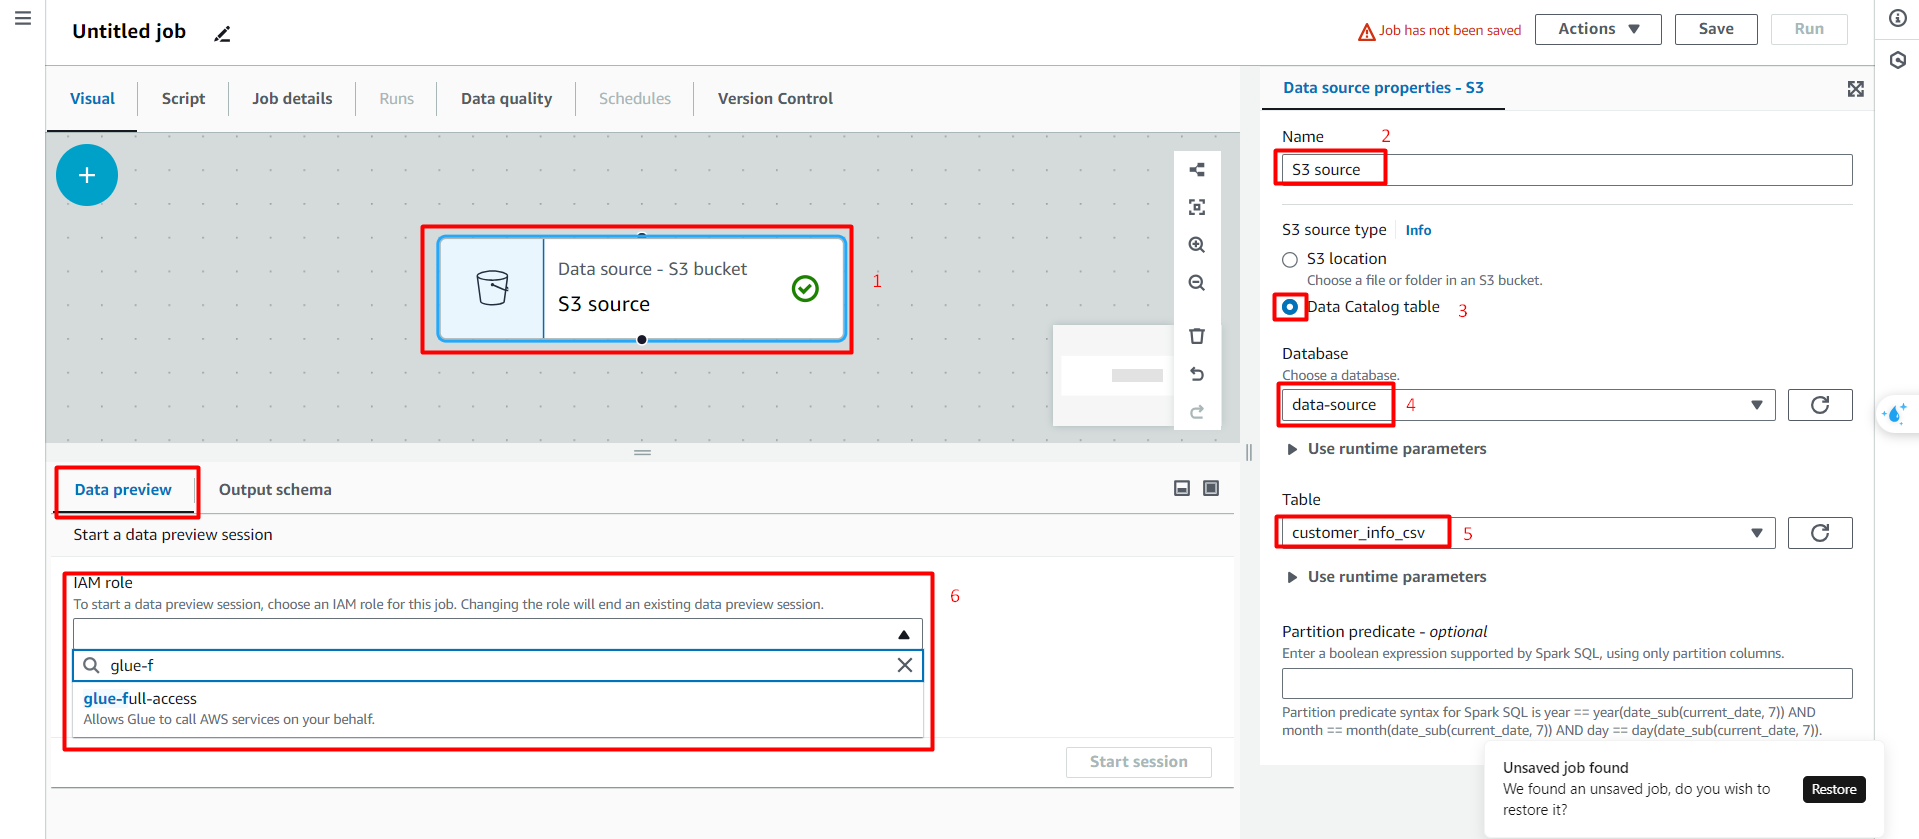 Untitled job
Job has not been saved
Actions
Save
Run
Visual
Script
Job details
Runs
Data quality
Schedules
Version Control
Data source - S3 bucket
S3 source
1
Data preview
Output schema
Start a data preview session
IAM role
To start a data preview session, choose an IAM role for this job. Changing the role will end an existing data preview session.
6
glue-f
glue-full-access
Allows Glue to call AWS services on your behalf.
Start session
Data source properties - S3
Name
2
S3 source
S3 source type
Info
S3 location
Choose a file or folder in an S3 bucket.
Data Catalog table
3
Database
Choose a database.
data-source
4
Use runtime parameters
Table
customer_info_csv
5
Use runtime parameters
Partition predicate - optional
Enter a boolean expression supported by Spark SQL, using only partition columns.
Partition predicate syntax for Spark SQL is year == year(date_sub(current_date, 7)) AND
month == month(date_sub(current_date, 7)) AND day == day(date_sub(current_date, 7)).
Unsaved job found
We found an unsaved job, do you wish to
restore it?
Restore